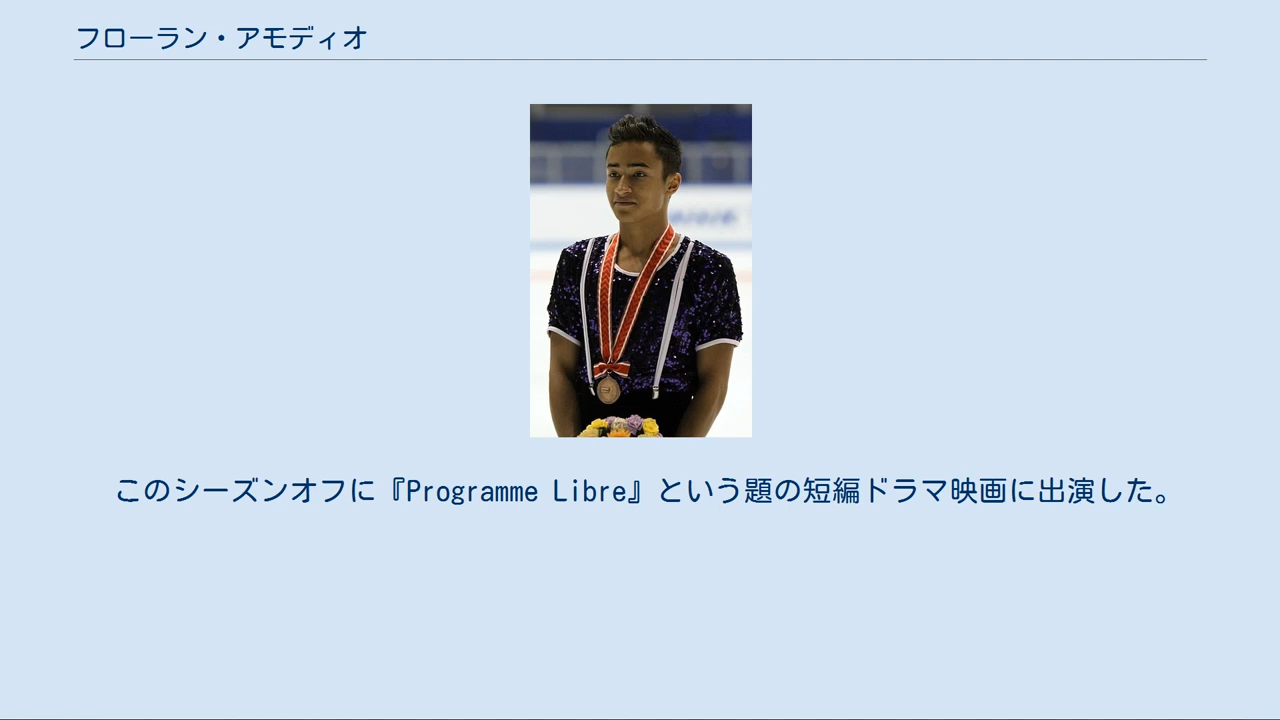 フローラン・アモディオ
このシーズンオフに『Programme Libre』という題の短編ドラマ映画に出演した。